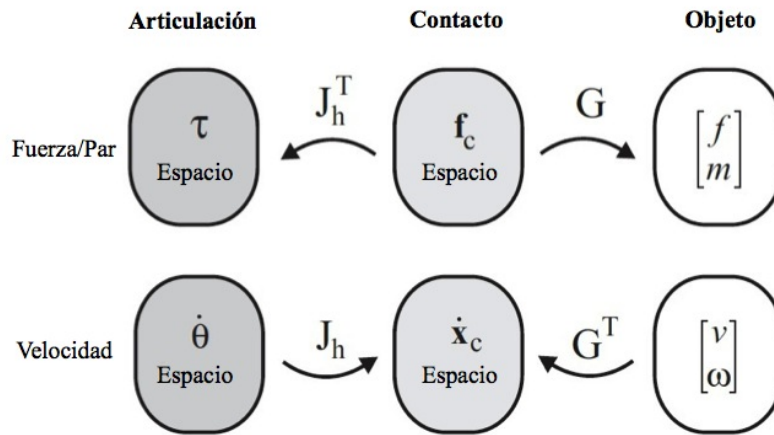 Articulación Contacto Objeto
J_h^T G
Fuerza/Par τ f_c [f
Espacio Espacio m]
Velocidad θ̇ J_h ẋ_c G^T [v
Espacio Espacio ω]